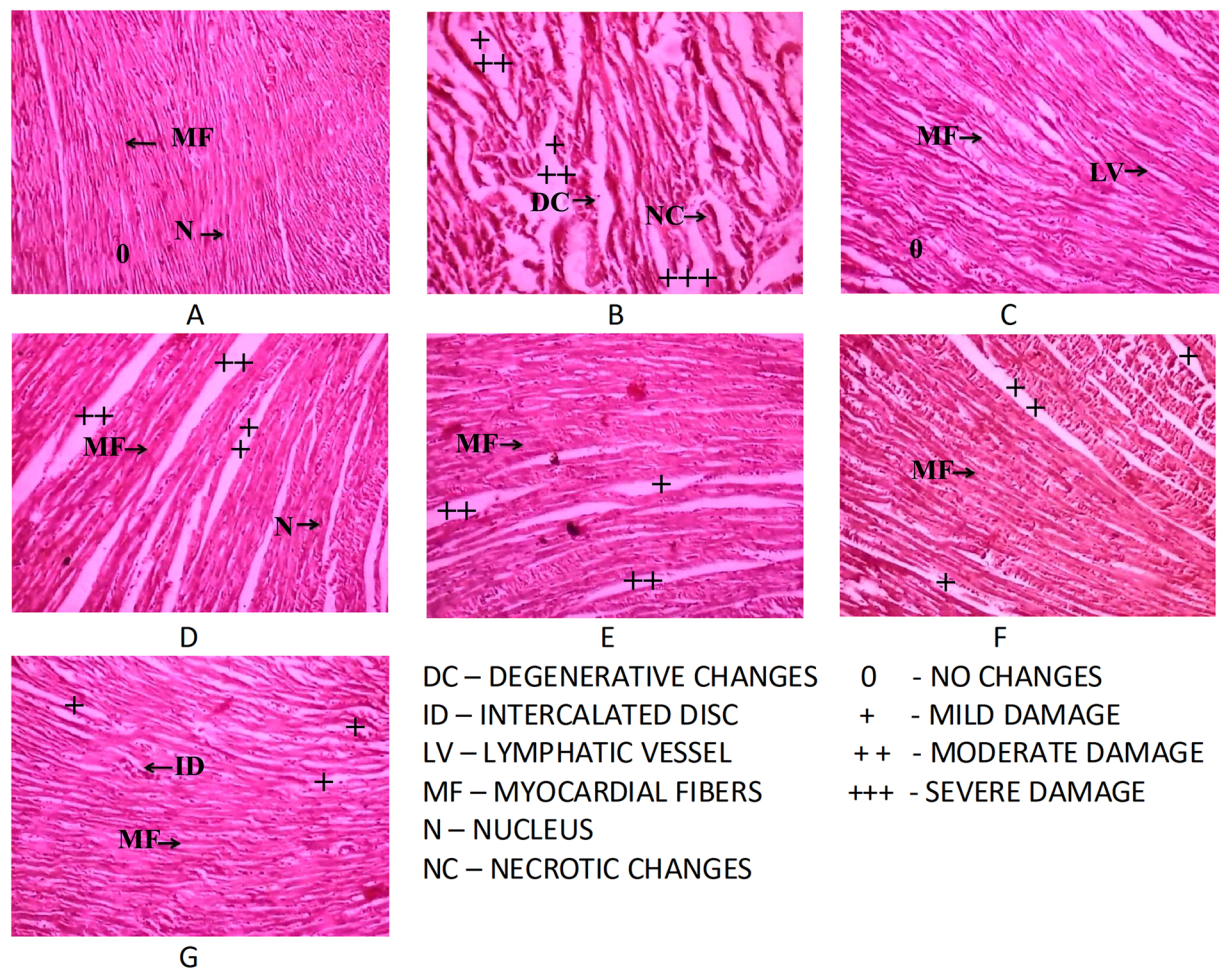 MF
N
0
A
+
++
+
++
DC
NC
+++
B
MF
LV
0
C
++
++
MF
+
+
N
D
MF
+
++
++
E
+
+
+
MF
+
F
+
+
ID
+
MF
G
DC – DEGENERATIVE CHANGES
ID – INTERCALATED DISC
LV – LYMPHATIC VESSEL
MF – MYOCARDIAL FIBERS
N – NUCLEUS
NC – NECROTIC CHANGES
0 - NO CHANGES
+ - MILD DAMAGE
+ + - MODERATE DAMAGE
+++ - SEVERE DAMAGE